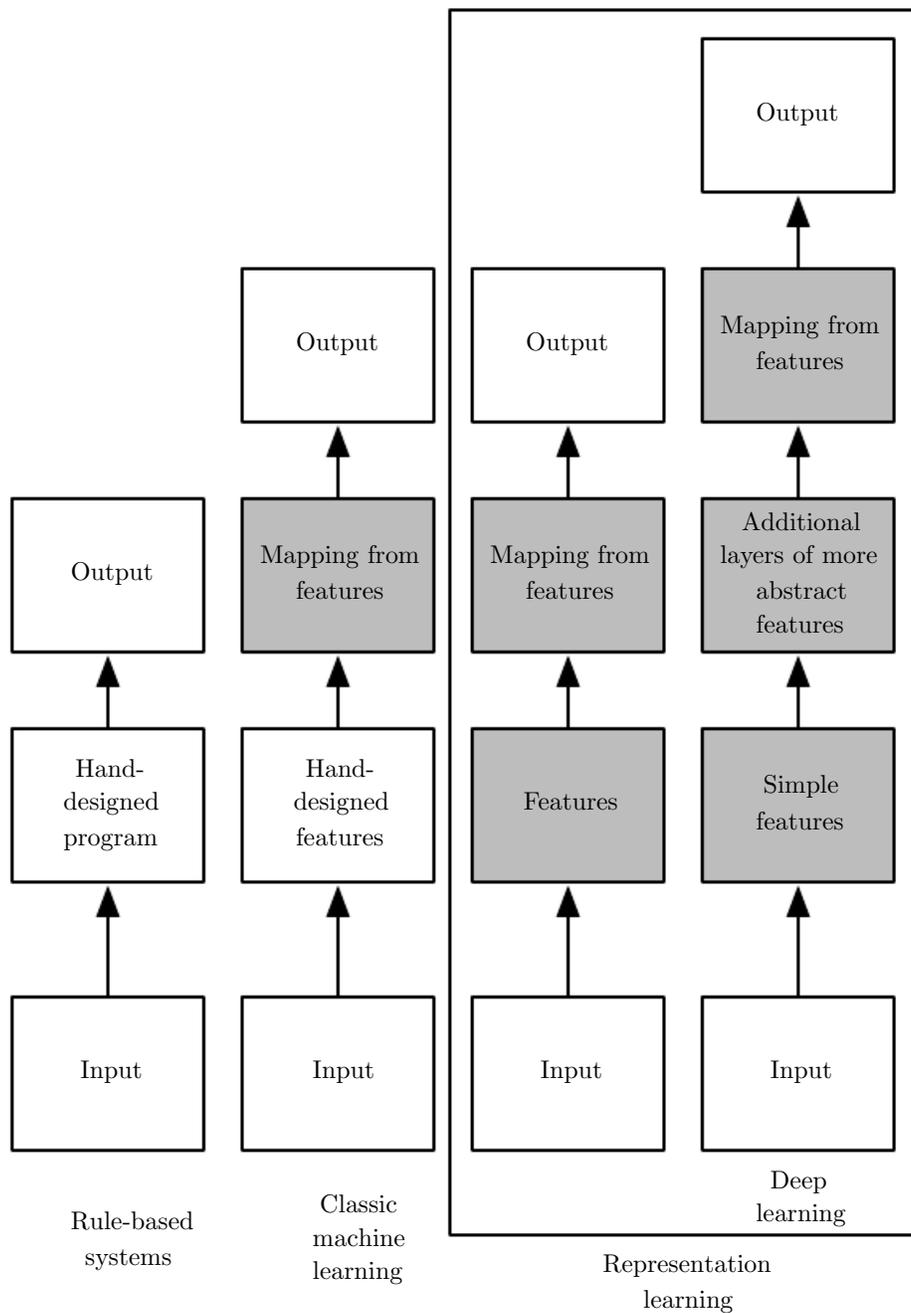 Output
Output
Output
Mapping from
features
Output
Mapping from
features
Mapping from
features
Additional
layers of more
abstract
features
Hand-
designed
program
Hand-
designed
features
Features
Simple
features
Input
Input
Input
Input
Rule-based
systems
Classic
machine
learning
Deep
learning
Representation
learning